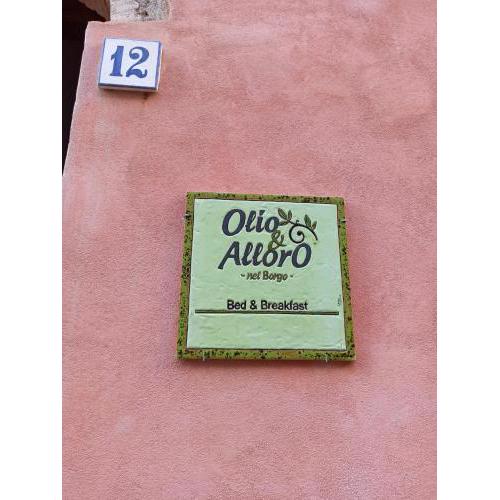 12
Olio
&
AllorO
- nel Borgo -
Bed & Breakfast